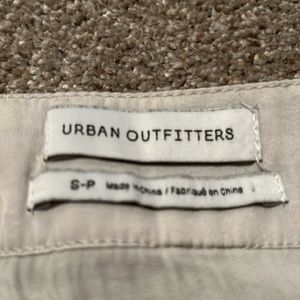 URBAN OUTFITTERS
S-P Made in China / Fabriqué en Chine